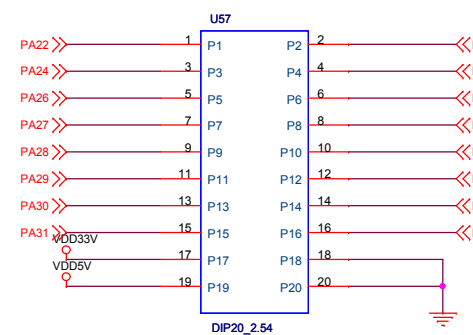 U57
PA22 1 P1 P2 2
PA24 3 P3 P4 4
PA26 5 P5 P6 6
PA27 7 P7 P8 8
PA28 9 P9 P10 10
PA29 11 P11 P12 12
PA30 13 P13 P14 14
PA31 15 P15 P16 16
VDD33V
17 P17 P18 18
VDD5V
19 P19 P20 20
DIP20_2.54